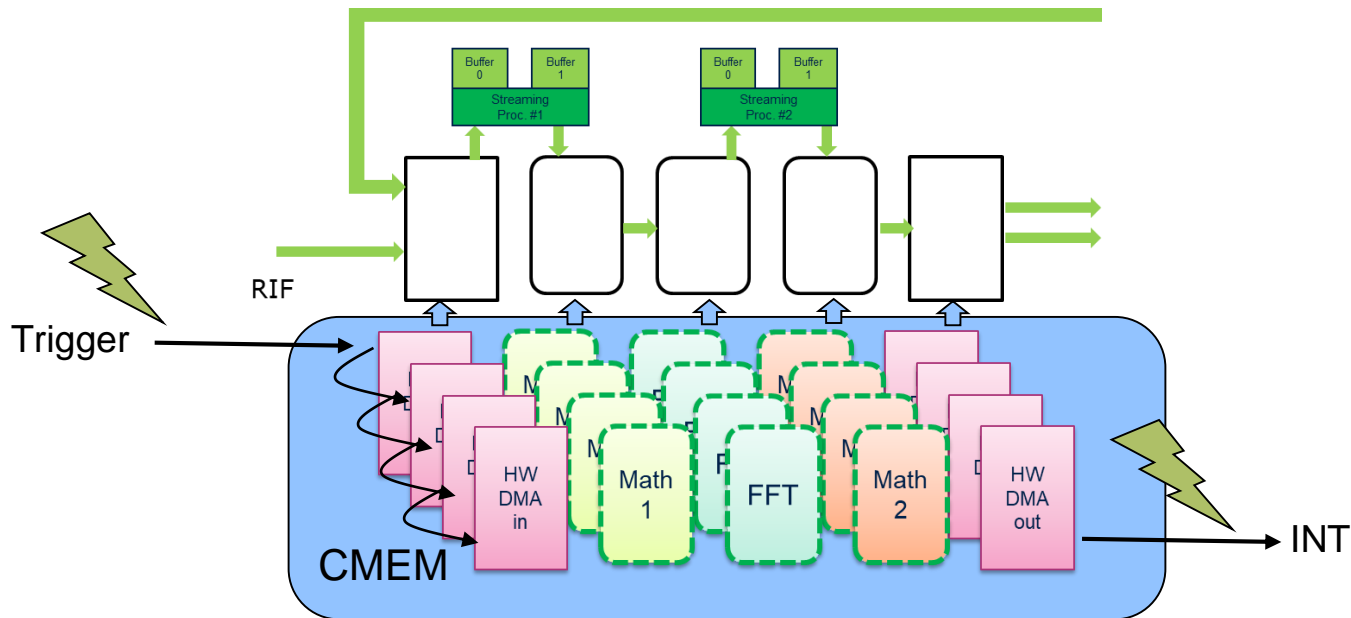 Buffer
0
Buffer
1
Streaming
Proc. #1
Buffer
0
Buffer
1
Streaming
Proc. #2
RIF
Trigger
HW
DMA
in
Math
1
FFT
Math
2
HW
DMA
out
CMEM
INT